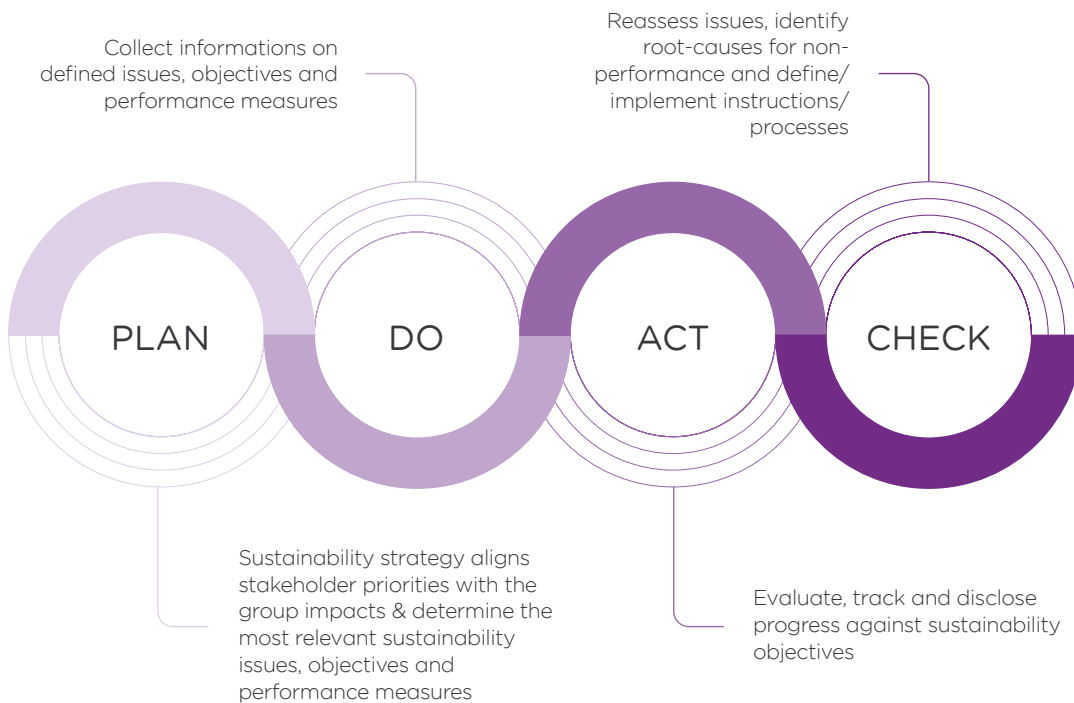 Collect informations on
defined issues, objectives and
performance measures
Reassess issues, identify
root-causes for non-
performance and define/
implement instructions/
processes
PLAN
DO
ACT
CHECK
Sustainability strategy aligns
stakeholder priorities with the
group impacts & determine the
most relevant sustainability
issues, objectives and
performance measures
Evaluate, track and disclose
progress against sustainability
objectives